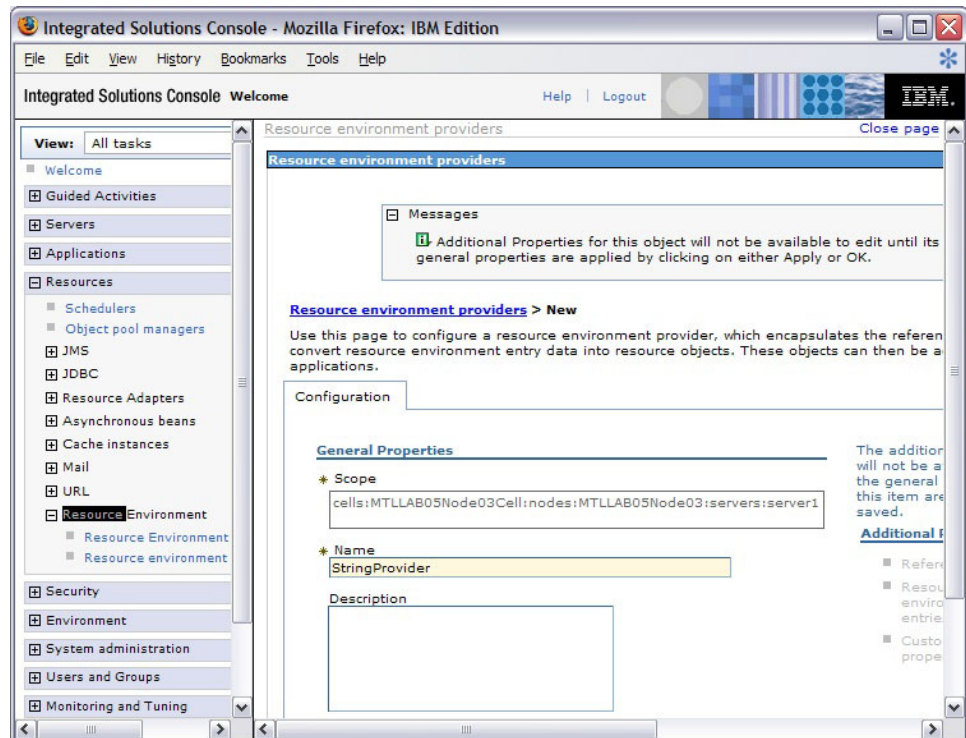 Integrated Solutions Console - Mozilla Firefox: IBM Edition
File Edit View History Bookmarks Tools Help
Integrated Solutions Console Welcome
Help | Logout
IBM.
View: All tasks
Welcome
Guided Activities
Servers
Applications
Resources
Schedulers
Object pool managers
JMS
JDBC
Resource Adapters
Asynchronous beans
Cache instances
Mail
URL
Resource Environment
Resource Environment
Resource environment
Security
Environment
System administration
Users and Groups
Monitoring and Tuning
Resource environment providers
Close page
Resource environment providers
Messages
Additional Properties for this object will not be available to edit until its
general properties are applied by clicking on either Apply or OK.
Resource environment providers > New
Use this page to configure a resource environment provider, which encapsulates the referen
convert resource environment entry data into resource objects. These objects can then be a
applications.
Configuration
General Properties
* Scope
cells:MTLLAB05Node03Cell:nodes:MTLLAB05Node03:servers:server1
* Name
StringProvider
Description
The addition
will not be a
the general
this item are
saved.
Additional P
Refere
Resou
enviro
entrie
Custo
prope